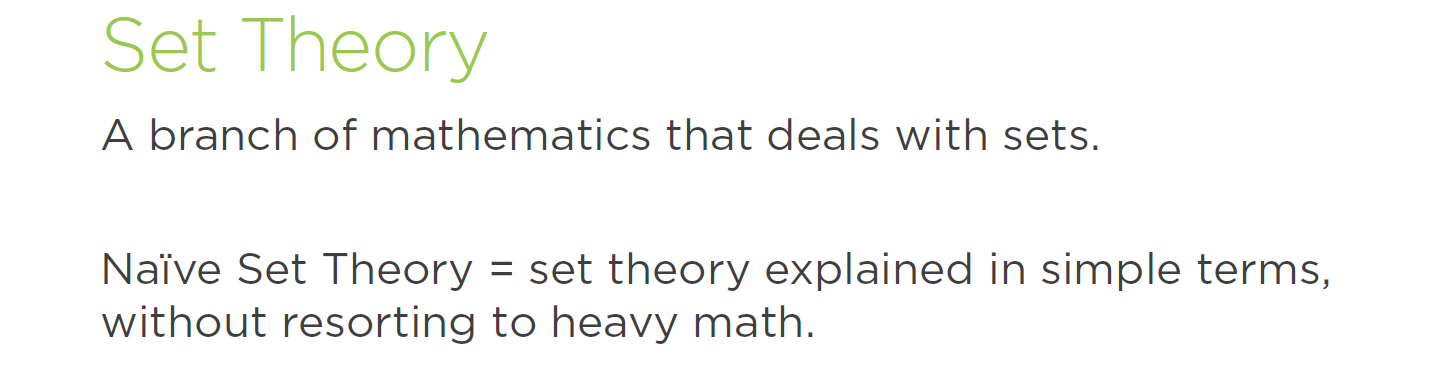 Set Theory
A branch of mathematics that deals with sets.
Naïve Set Theory = set theory explained in simple terms,
without resorting to heavy math.